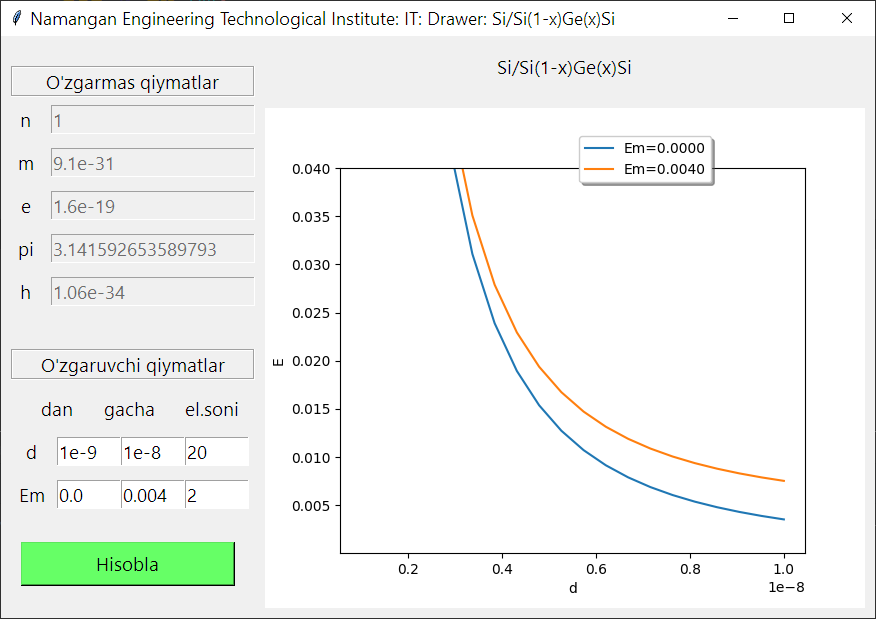 Namangan Engineering Technological Institute: IT: Drawer: Si/Si(1-x)Ge(x)Si
O'zgarmas qiymatlar
n 1
m 9.1e-31
e 1.6e-19
pi 3.141592653589793
h 1.06e-34
O'zgaruvchi qiymatlar
dan gacha el.soni
d 1e-9 1e-8 20
Em 0.0 0.004 2
Hisobla
Si/Si(1-x)Ge(x)Si
Em=0.0000
Em=0.0040
0.040
0.035
0.030
0.025
0.020
0.015
0.010
0.005
E
0.2 0.4 0.6 0.8 1.0
1e−8
d